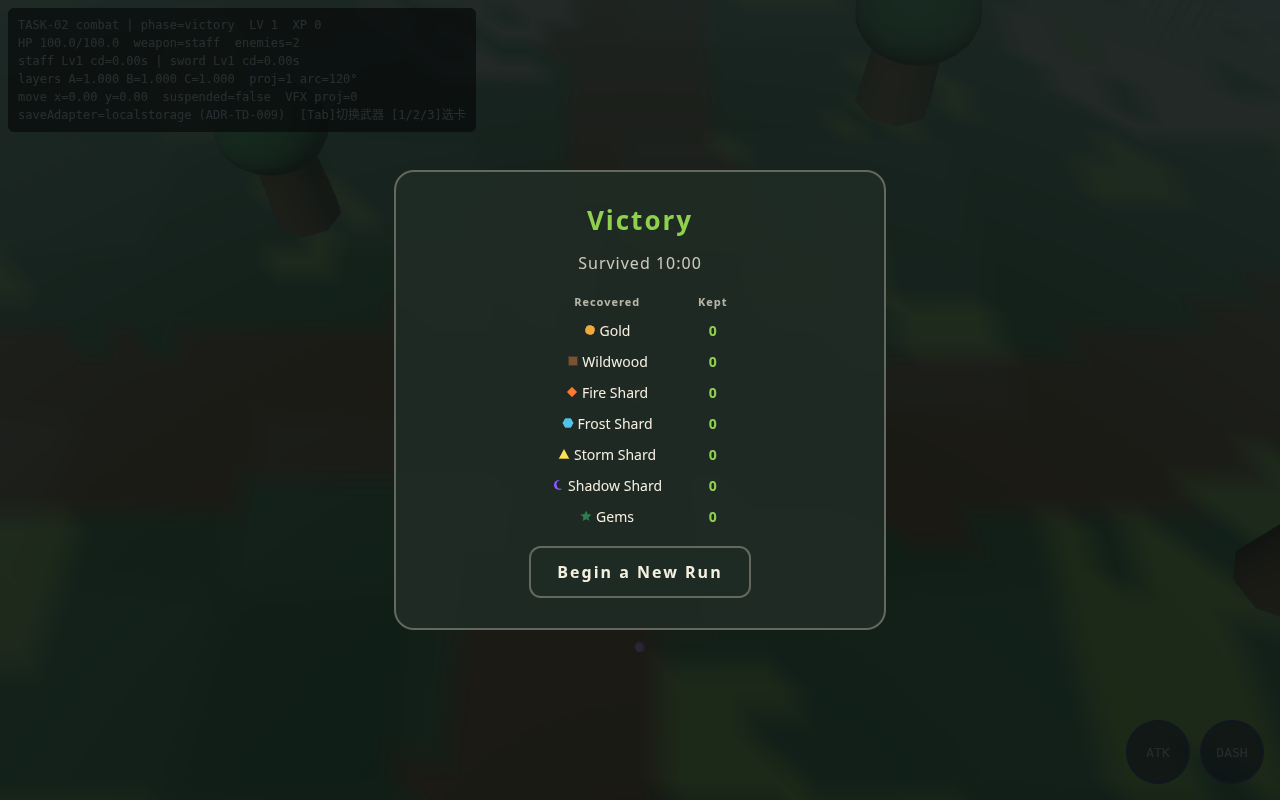 TASK-02 combat | phase=victory  LV 1  XP 0
HP 100.0/100.0  weapon=staff  enemies=2
staff Lv1 cd=0.00s | sword Lv1 cd=0.00s
layers A=1.000 B=1.000 C=1.000  proj=1 arc=120°
move x=0.00 y=0.00  suspended=false  VFX proj=0
saveAdapter=localstorage (ADR-TD-009)  [Tab]切换武器 [1/2/3]选卡
Victory
Survived 10:00
Recovered Kept
Gold 0
Wildwood 0
Fire Shard 0
Frost Shard 0
Storm Shard 0
Shadow Shard 0
Gems 0
Begin a New Run
ATK DASH